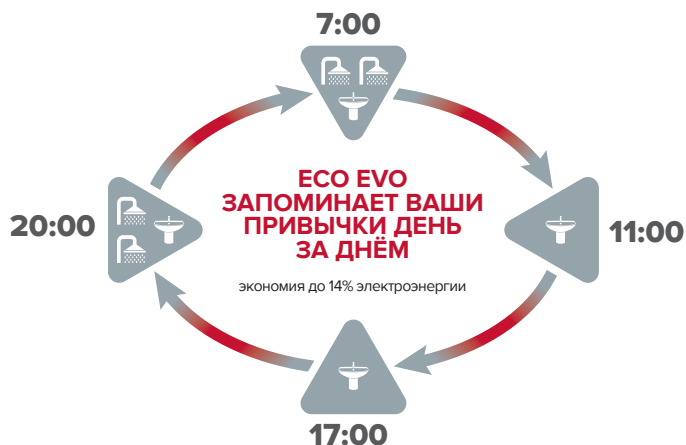 7:00
ECO EVO
ЗАПОМИНАЕТ ВАШИ
ПРИВЫЧКИ ДЕНЬ
ЗА ДНЁМ
20:00
11:00
экономия до 14% электроэнергии
17:00